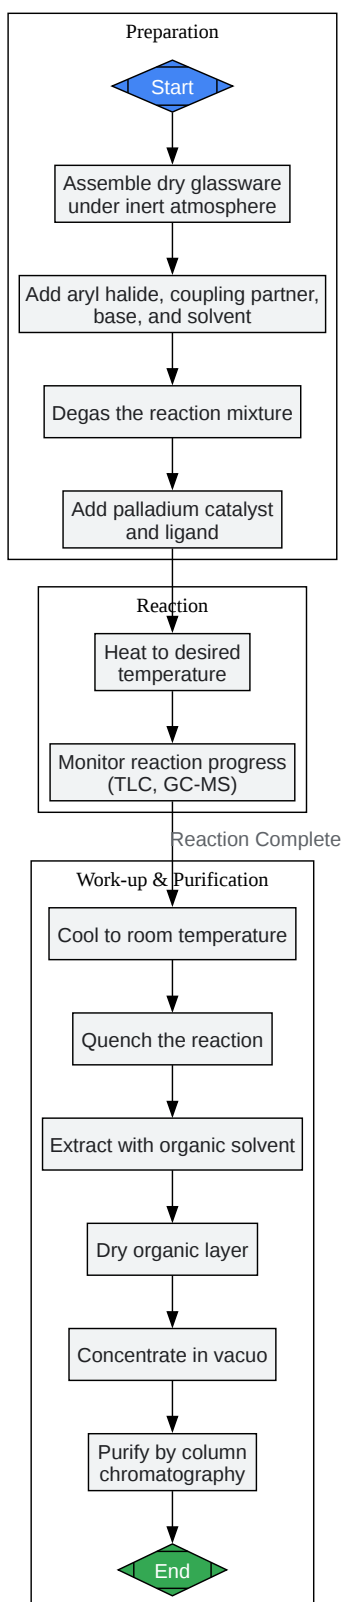 Preparation
Start
Assemble dry glassware
under inert atmosphere
Add aryl halide, coupling partner,
base, and solvent
Degas the reaction mixture
Add palladium catalyst
and ligand
Reaction
Heat to desired
temperature
Monitor reaction progress
(TLC, GC-MS)
Reaction Complete
Work-up & Purification
Cool to room temperature
Quench the reaction
Extract with organic solvent
Dry organic layer
Concentrate in vacuo
Purify by column
chromatography
End